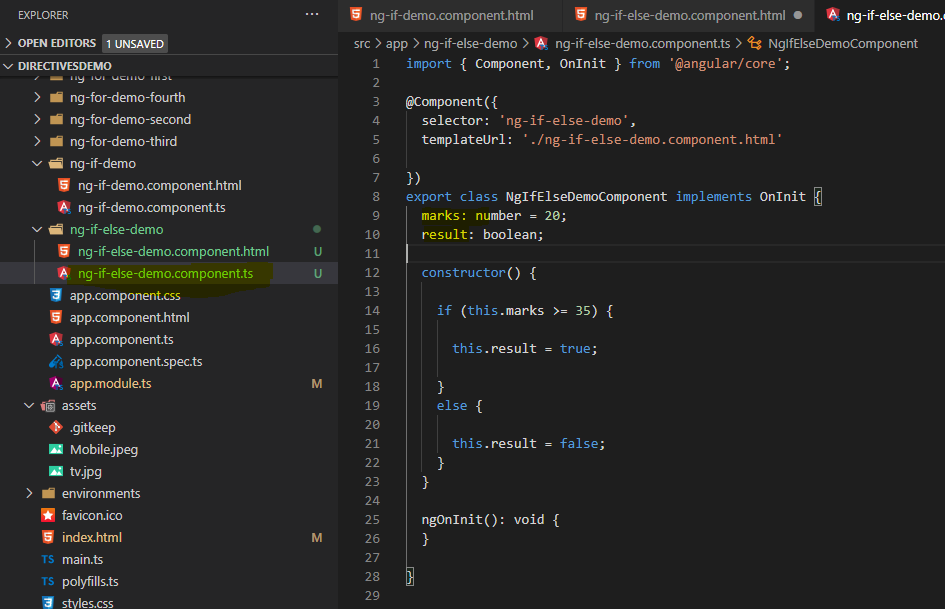 EXPLORER
...
OPEN EDITORS 1 UNSAVED
DIRECTIVESDEMO
ng-for-demo-first
ng-for-demo-fourth
ng-for-demo-second
ng-for-demo-third
ng-if-demo
ng-if-demo.component.html
ng-if-demo.component.ts
ng-if-else-demo
ng-if-else-demo.component.html U
ng-if-else-demo.component.ts U
app.component.css
app.component.html
app.component.ts
app.component.spec.ts
app.module.ts M
assets
.gitkeep
Mobile.jpeg
tv.jpg
environments
favicon.ico
index.html M
TS main.ts
TS polyfills.ts
styles.css
ng-if-demo.component.html
ng-if-else-demo.component.html
ng-if-else-demo.
src > app > ng-if-else-demo > ng-if-else-demo.component.ts > NgIfElseDemoComponent
1 import { Component, OnInit } from '@angular/core';
2
3 @Component({
4 selector: 'ng-if-else-demo',
5 templateUrl: './ng-if-else-demo.component.html'
6
7 })
8 export class NgIfElseDemoComponent implements OnInit {
9 marks: number = 20;
10 result: boolean;
11
12 constructor() {
13
14 if (this.marks >= 35) {
15
16 this.result = true;
17
18 }
19 else {
20
21 this.result = false;
22 }
23 }
24
25 ngOnInit(): void {
26 }
27
28 }
29